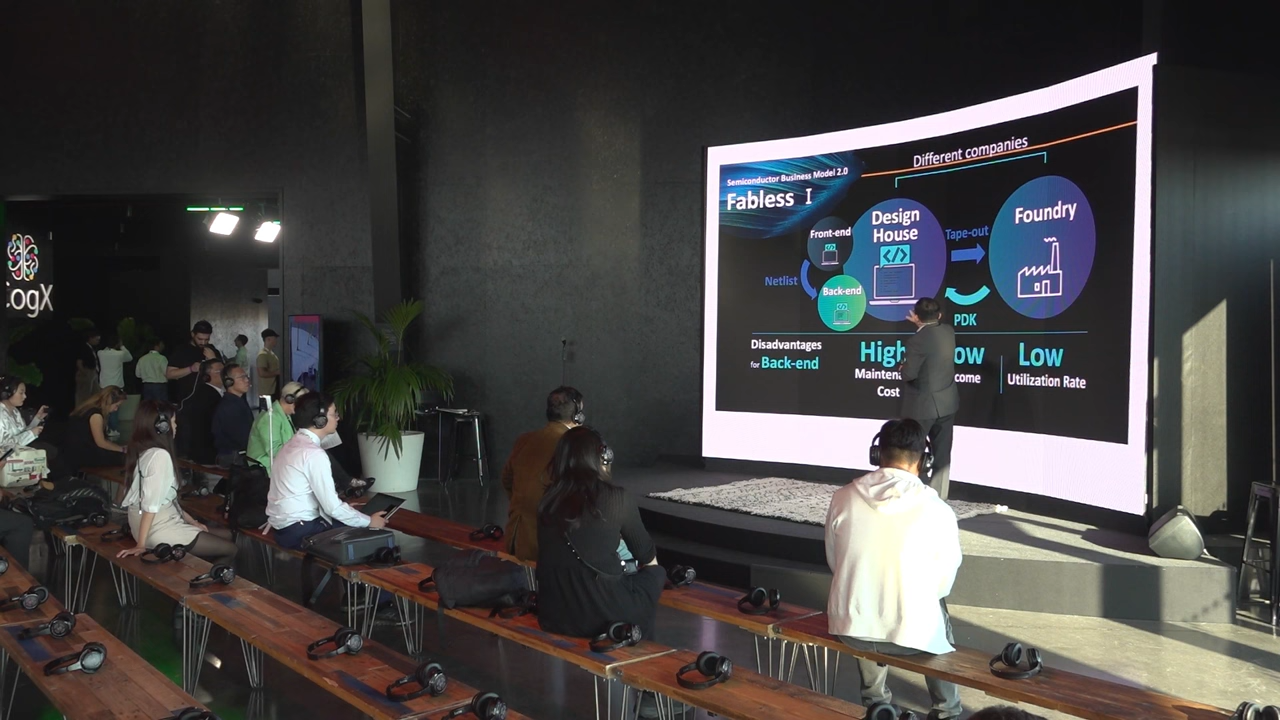 Different companies
Semiconductor Business Model 2.0
Fabless
Design
House
Foundry
Front-end
Tape-out
Netlist
Back-end
PDK
Disadvantages
for Back-end
High
Low
Cost
Utilization Rate
ogX